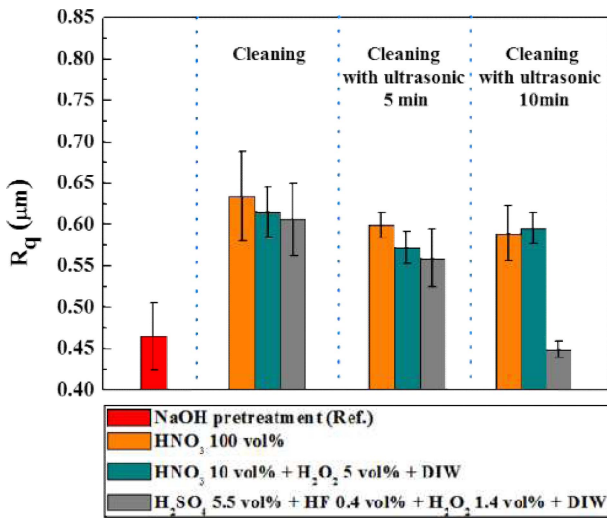 0.85
0.80
0.75
0.70
0.65
0.60
0.55
0.50
0.45
0.40
R_q (μm)
Cleaning
Cleaning
with ultrasonic
5 min
Cleaning
with ultrasonic
10min
NaOH pretreatment (Ref.)
HNO₃ 100 vol%
HNO₃ 10 vol% + H₂O₂ 5 vol% + DIW
H₂SO₄ 5.5 vol% + HF 0.4 vol% + H₂O₂ 1.4 vol% + DIW